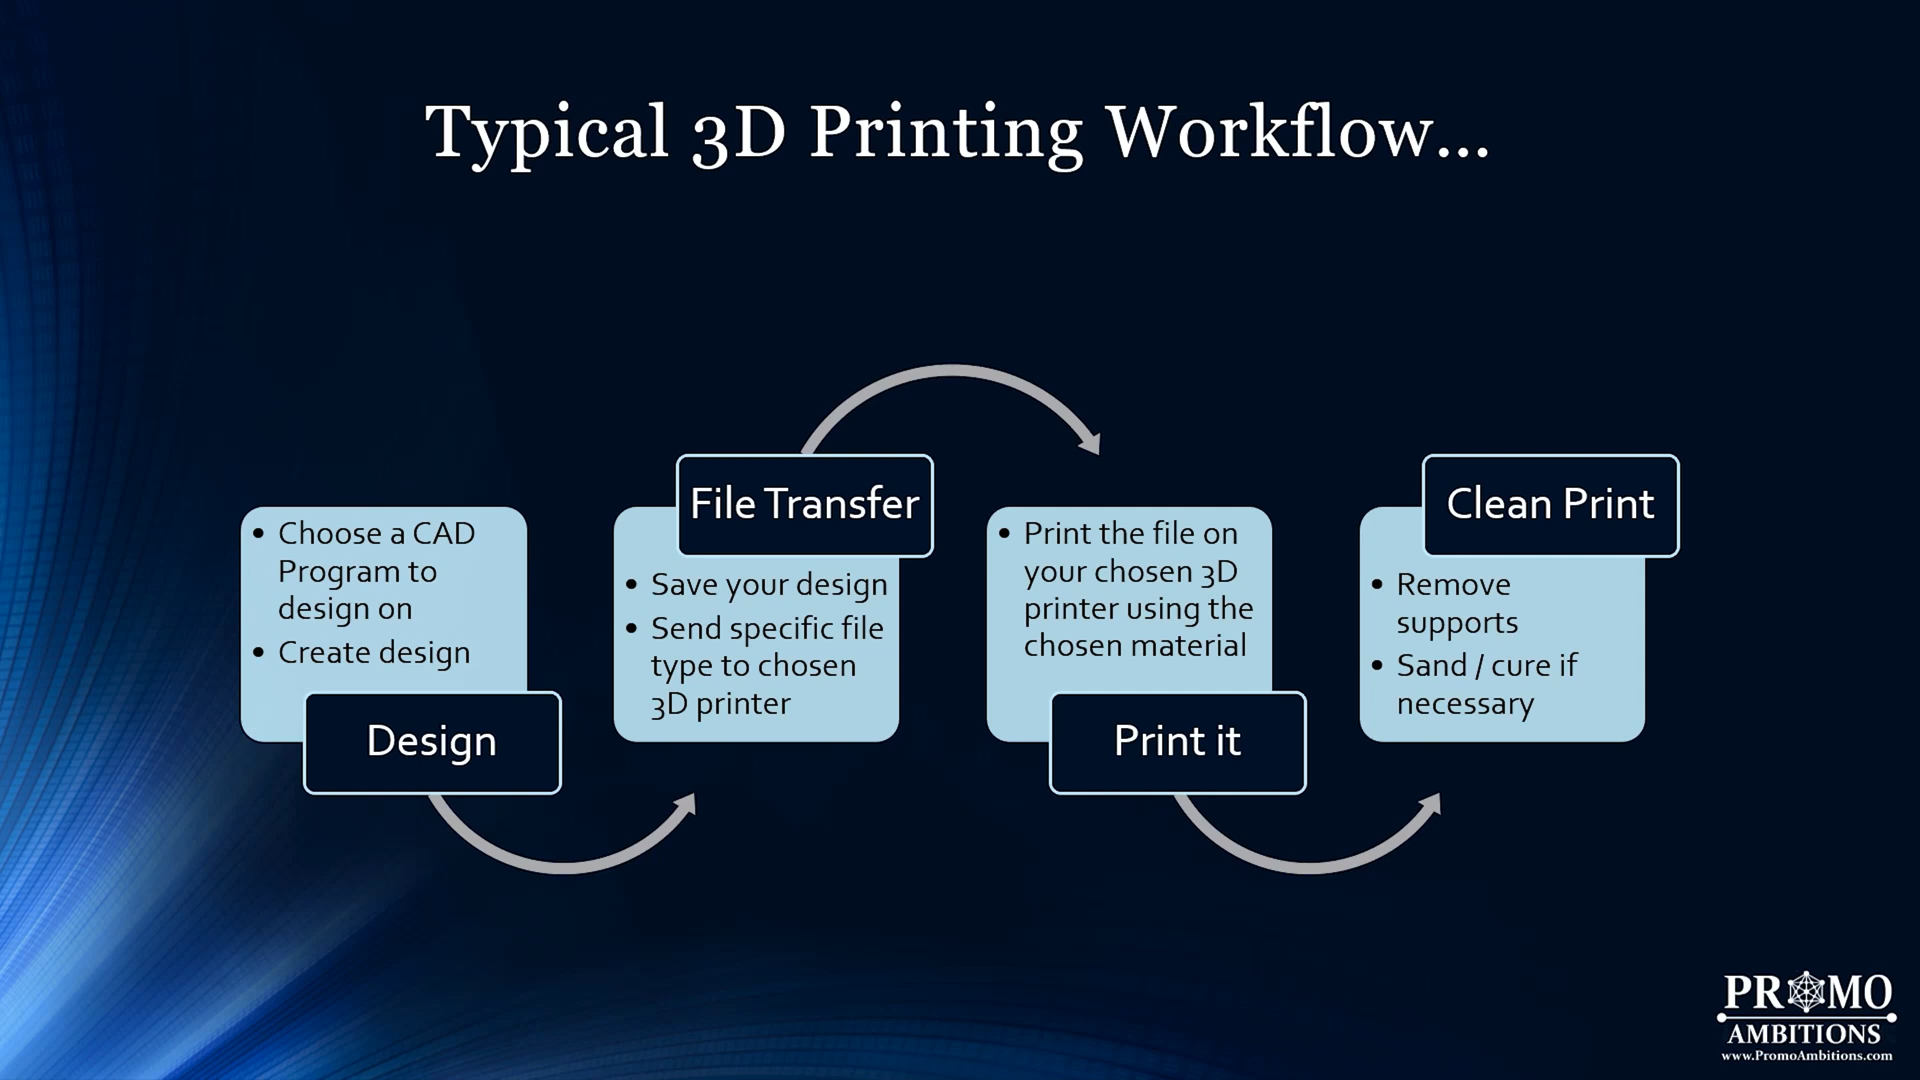 Typical 3D Printing Workflow...
• Choose a CAD
Program to
design on
• Create design
Design
File Transfer
• Save your design
• Send specific file
type to chosen
3D printer
• Print the file on
your chosen 3D
printer using the
chosen material
Print it
Clean Print
• Remove
supports
• Sand / cure if
necessary
PROMO
AMBITIONS
www.PromoAmbitions.com